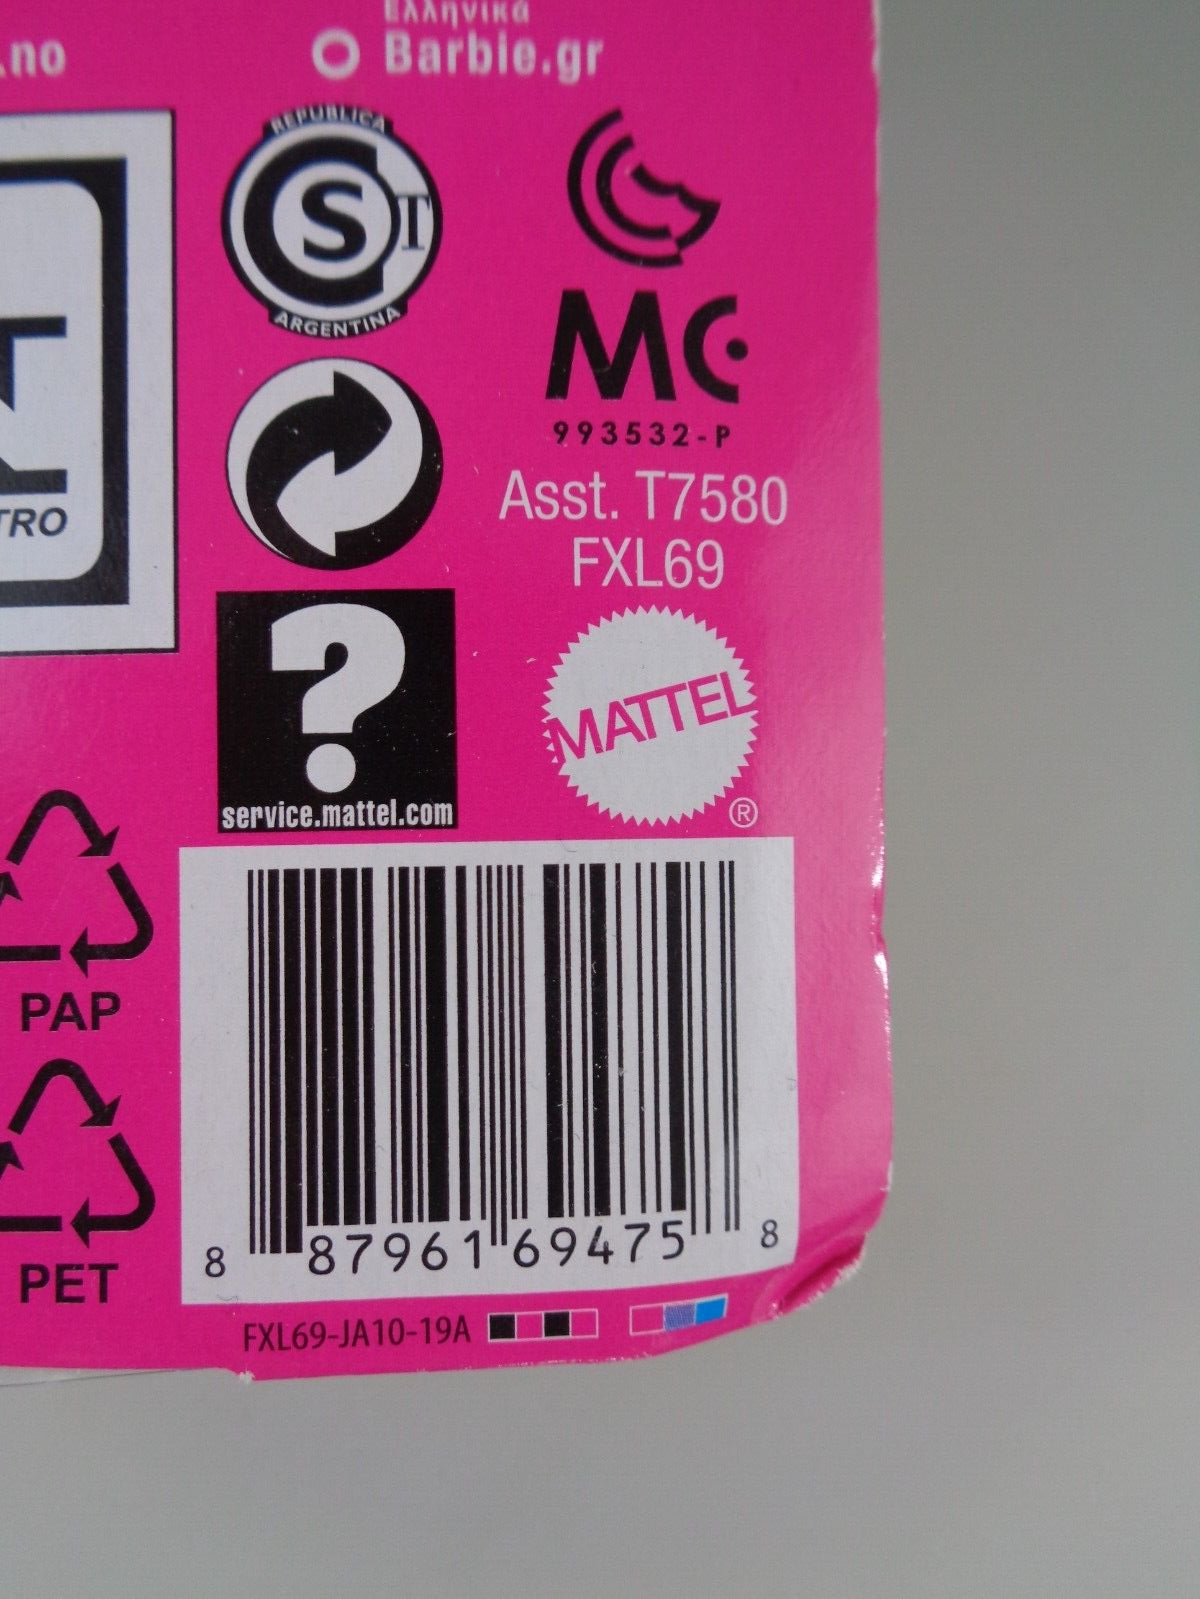 .no
Ελληνικά
Barbie.gr
REPUBLICA
S T
ARGENTINA
MC
993532-P
Asst. T7580
FXL69
TRO
?
service.mattel.com
MATTEL
®
PAP
PET
8 87961 69475 8
FXL69-JA10-19A